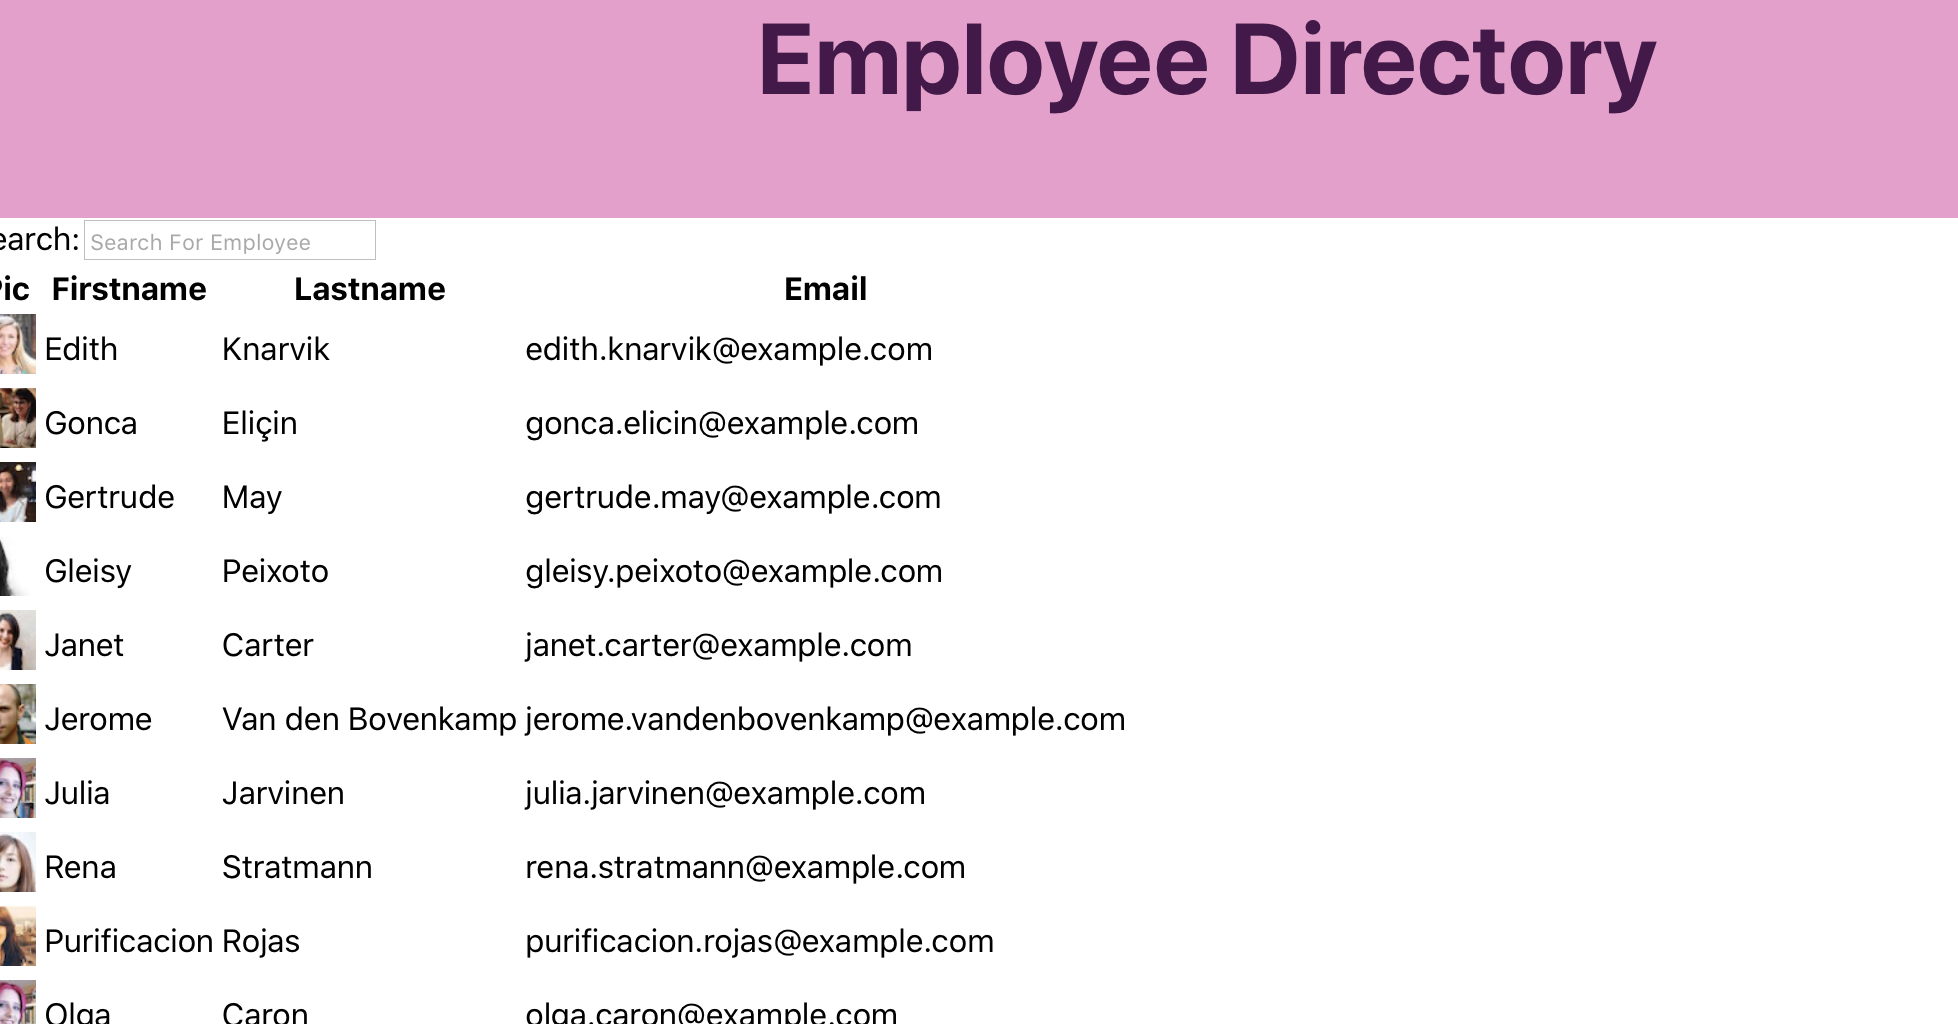 Employee Directory
earch: Search For Employee
ic Firstname Lastname Email
Edith Knarvik edith.knarvik@example.com
Gonca Eliçin gonca.elicin@example.com
Gertrude May gertrude.may@example.com
Gleisy Peixoto gleisy.peixoto@example.com
Janet Carter janet.carter@example.com
Jerome Van den Bovenkamp jerome.vandenbovenkamp@example.com
Julia Jarvinen julia.jarvinen@example.com
Rena Stratmann rena.stratmann@example.com
Purificacion Rojas purificacion.rojas@example.com
Olga Caron olga.caron@example.com